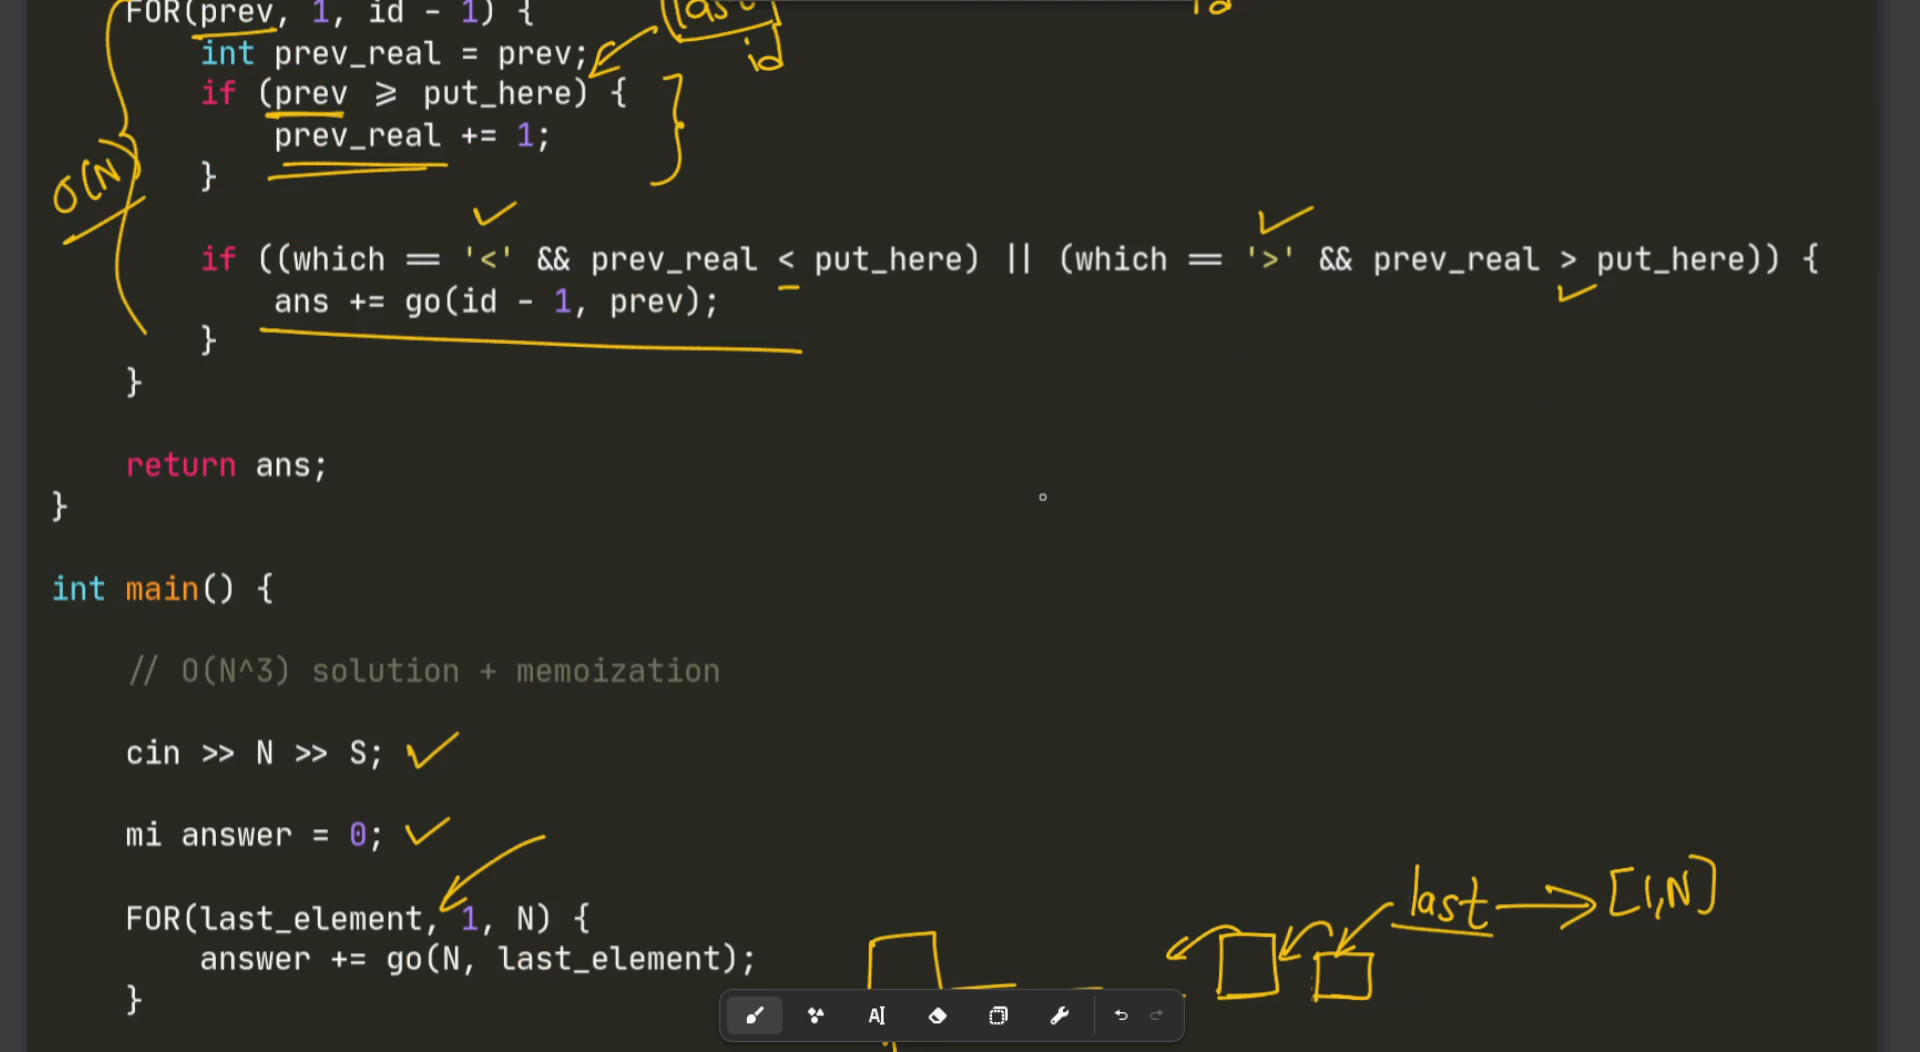 FOR(prev, 1, id - 1) {
int prev_real = prev;
id
if (prev >= put_here) {
prev_real += 1;
}
O(N)
if ((which == '<' && prev_real < put_here) || (which == '>' && prev_real > put_here)) {
ans += go(id - 1, prev);
}
}
return ans;
}
int main() {
// O(N^3) solution + memoization
cin >> N >> S;
mi answer = 0;
last → [1,N]
FOR(last_element, 1, N) {
answer += go(N, last_element);
}
AI